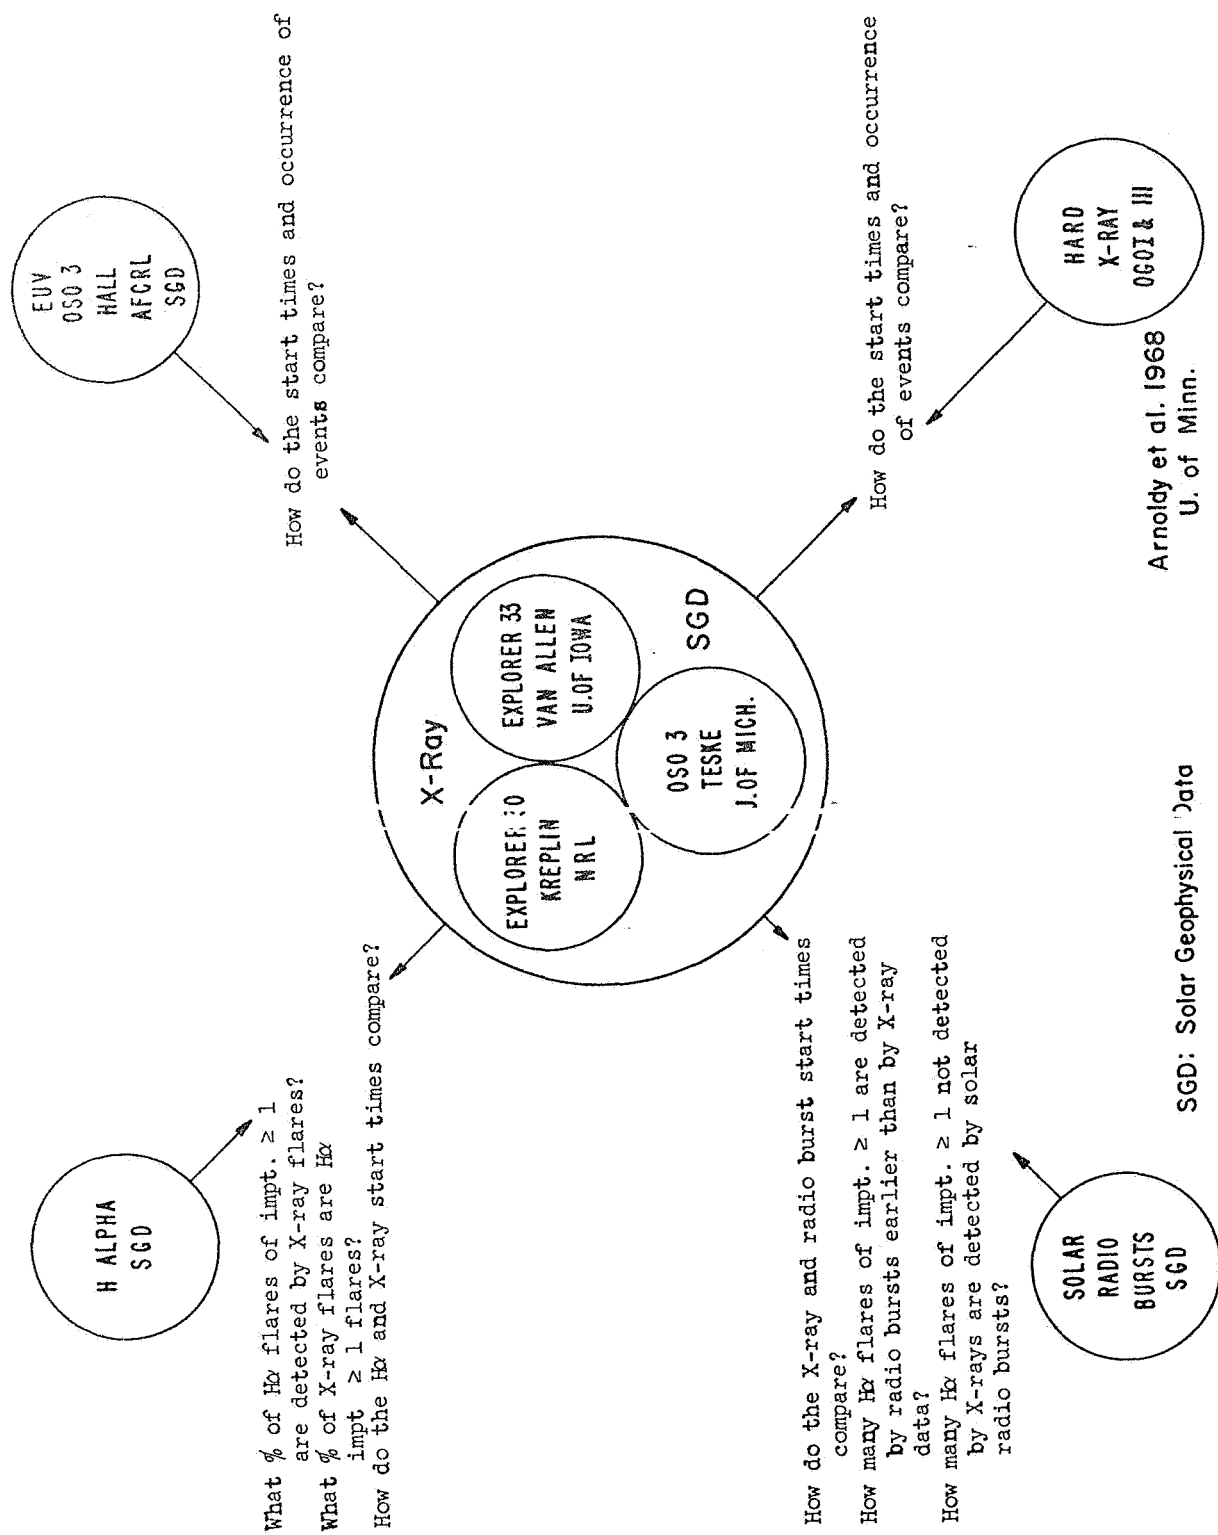 H ALPHA
SGD
What % of Hα flares of impt. ≥ 1
are detected by X-ray flares?
What % of X-ray flares are Hα
impt ≥ 1 flares?
How do the Hα and X-ray start times compare?
EUV
OSO 3
HALL
AFCRL
SGD
How do the start times and occurrence of
events compare?
X-Ray
EXPLORER 30
KREPLIN
NRL
EXPLORER 33
VAN ALLEN
U.OF IOWA
OSO 3
TESKE
J.OF MICH.
SGD
How do the X-ray and radio burst start times
compare?
How many Hα flares of impt. ≥ 1 are detected
by radio bursts earlier than by X-ray
data?
How many Hα flares of impt. ≥ 1 not detected
by X-rays are detected by solar
radio bursts?
SOLAR
RADIO
BURSTS
SGD
How do the start times and occurrence
of events compare?
HARD
X-RAY
OGOI & III
Arnoldy et al. 1968
U. of Minn.
SGD: Solar Geophysical Data